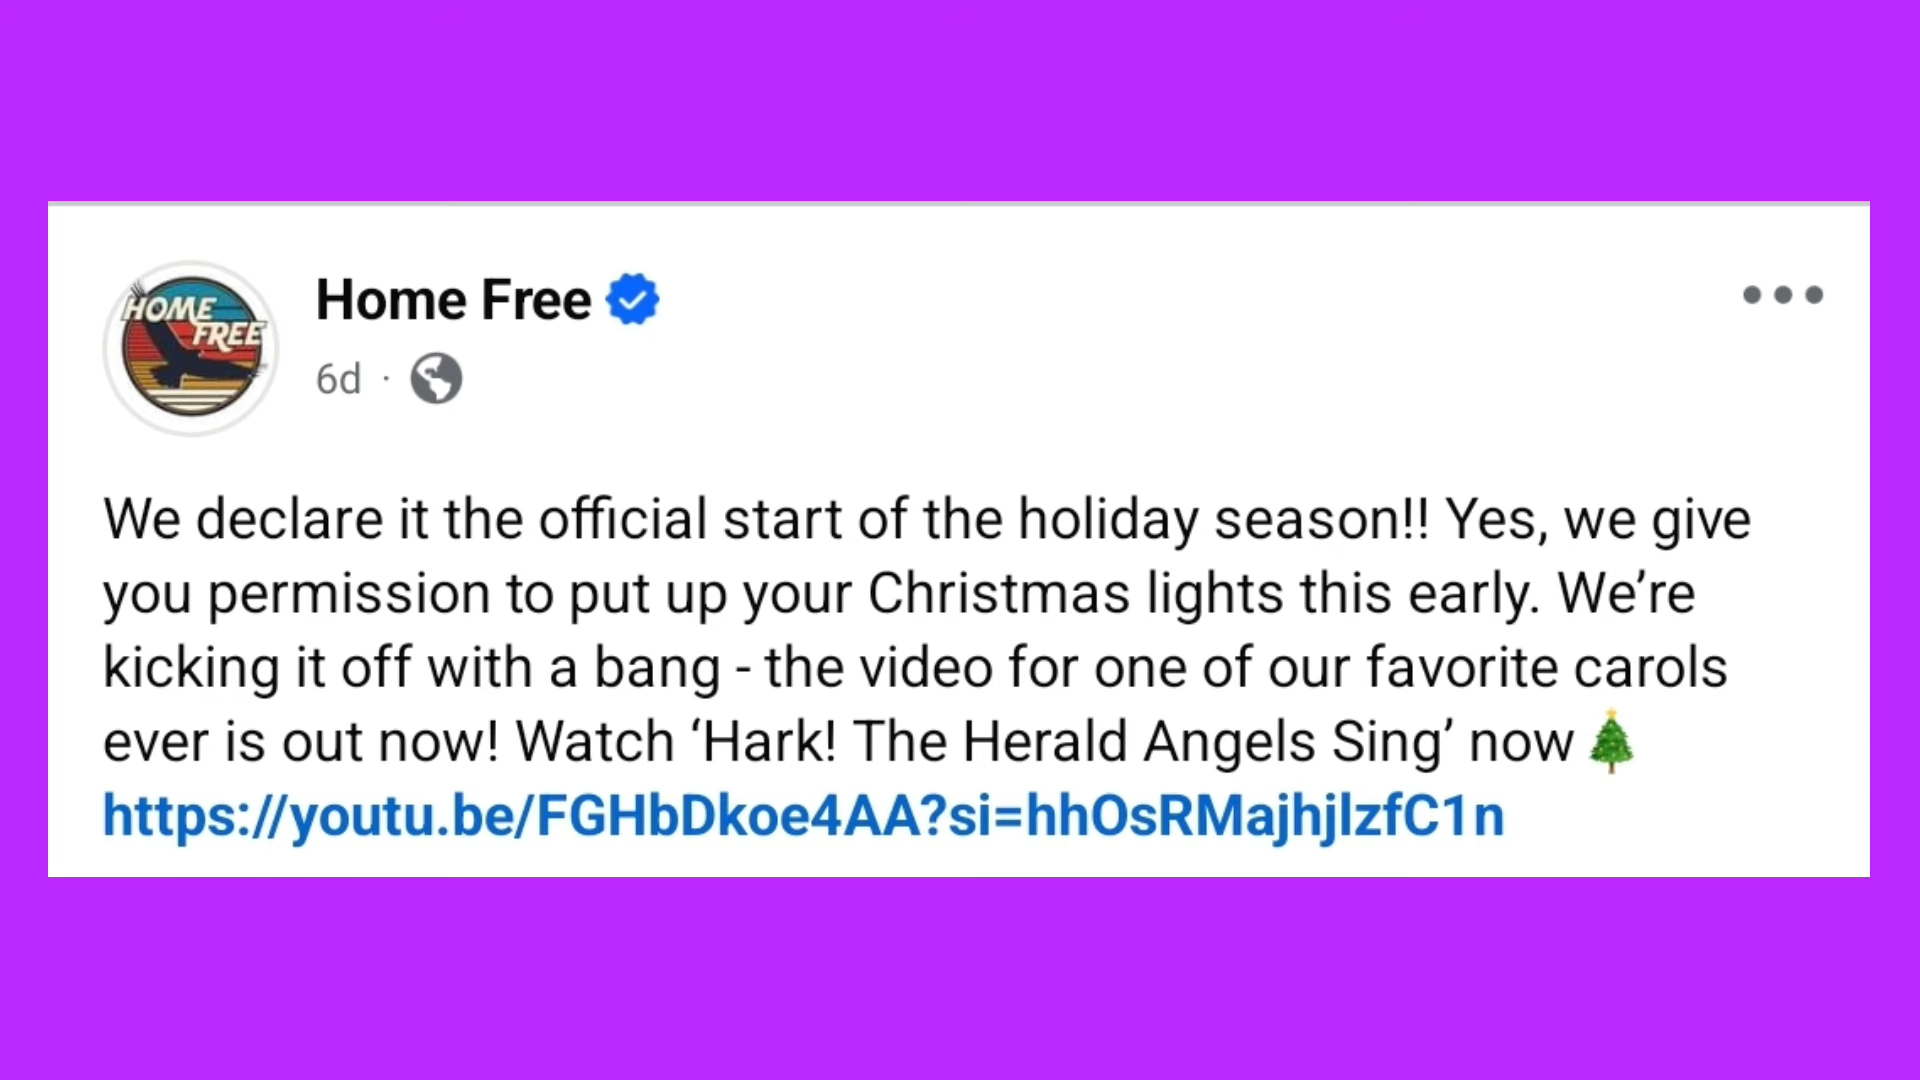 HOME
FREE
Home Free
6d ·
We declare it the official start of the holiday season!! Yes, we give
you permission to put up your Christmas lights this early. We’re
kicking it off with a bang - the video for one of our favorite carols
ever is out now! Watch ‘Hark! The Herald Angels Sing’ now🎄
https://youtu.be/FGHbDkoe4AA?si=hhOsRMajhjlzfC1n